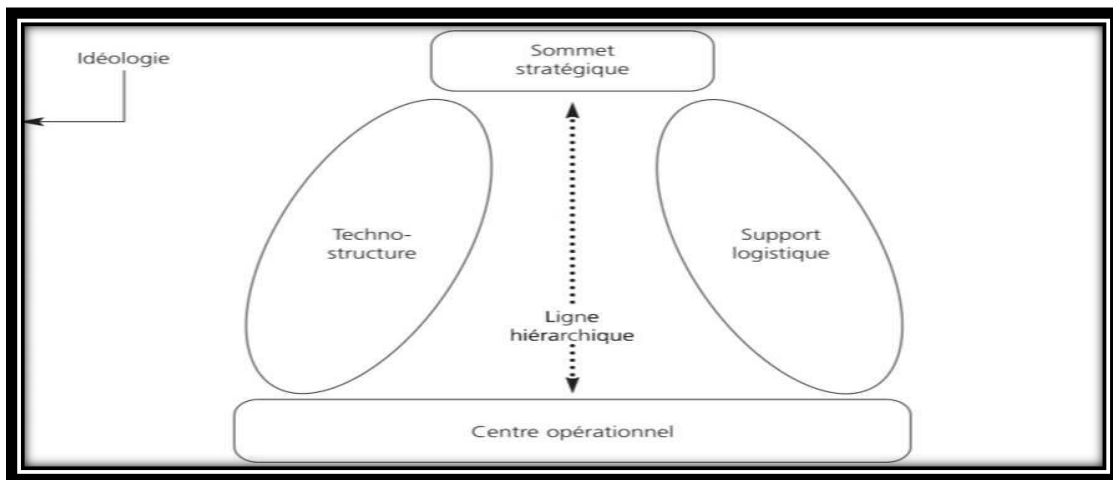 Idéologie
Sommet
stratégique
Techno-
structure
Support
logistique
Ligne
hiérarchique
Centre opérationnel